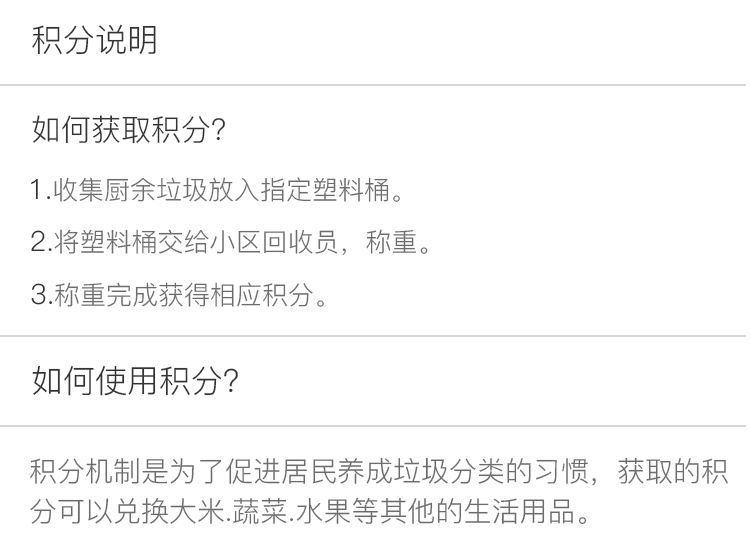 积分说明
如何获取积分?
1.收集厨余垃圾放入指定塑料桶。
2.将塑料桶交给小区回收员，称重。
3.称重完成获得相应积分。
如何使用积分?
积分机制是为了促进居民养成垃圾分类的习惯，获取的积
分可以兑换大米.蔬菜.水果等其他的生活用品。